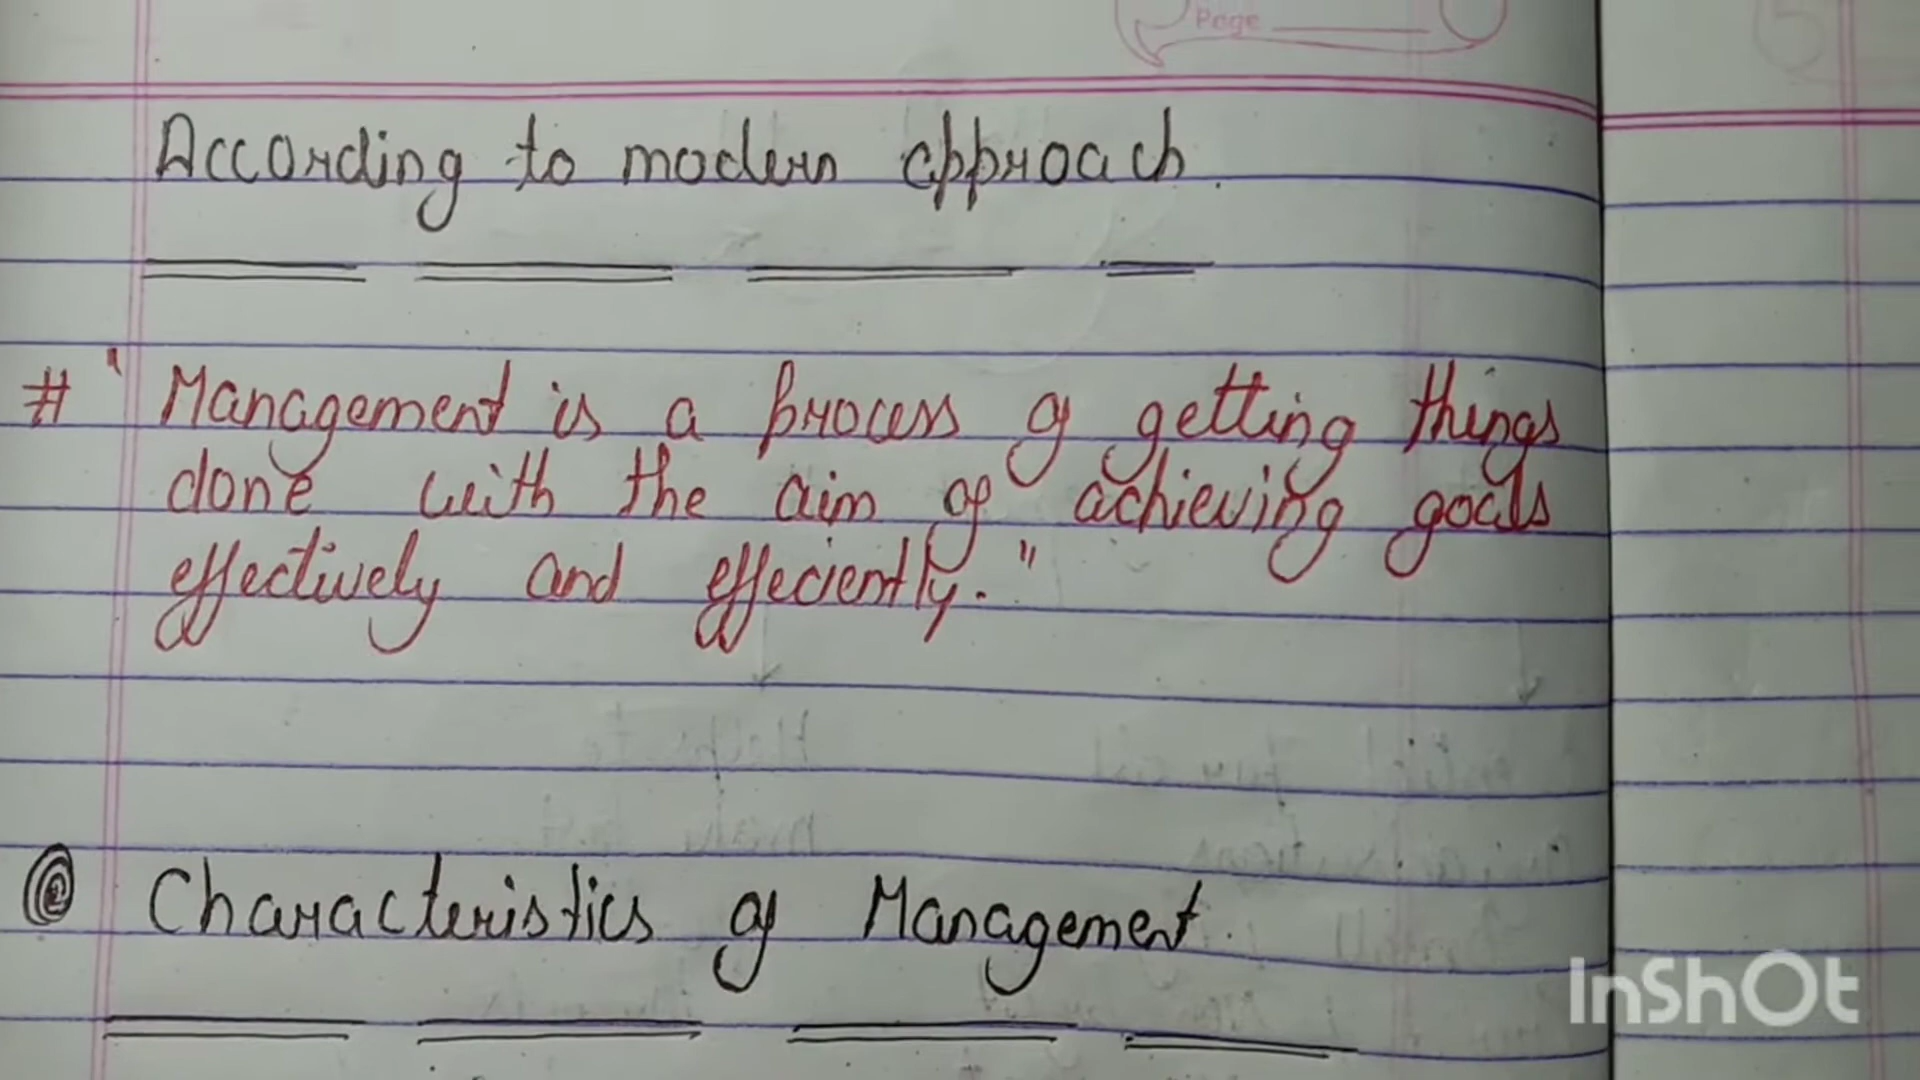 Page
According to modern approach.
# " Management is a process of getting things
done with the aim of achieving goals
effectively and effeciently."
@ Characteristics of Management.
InShOt